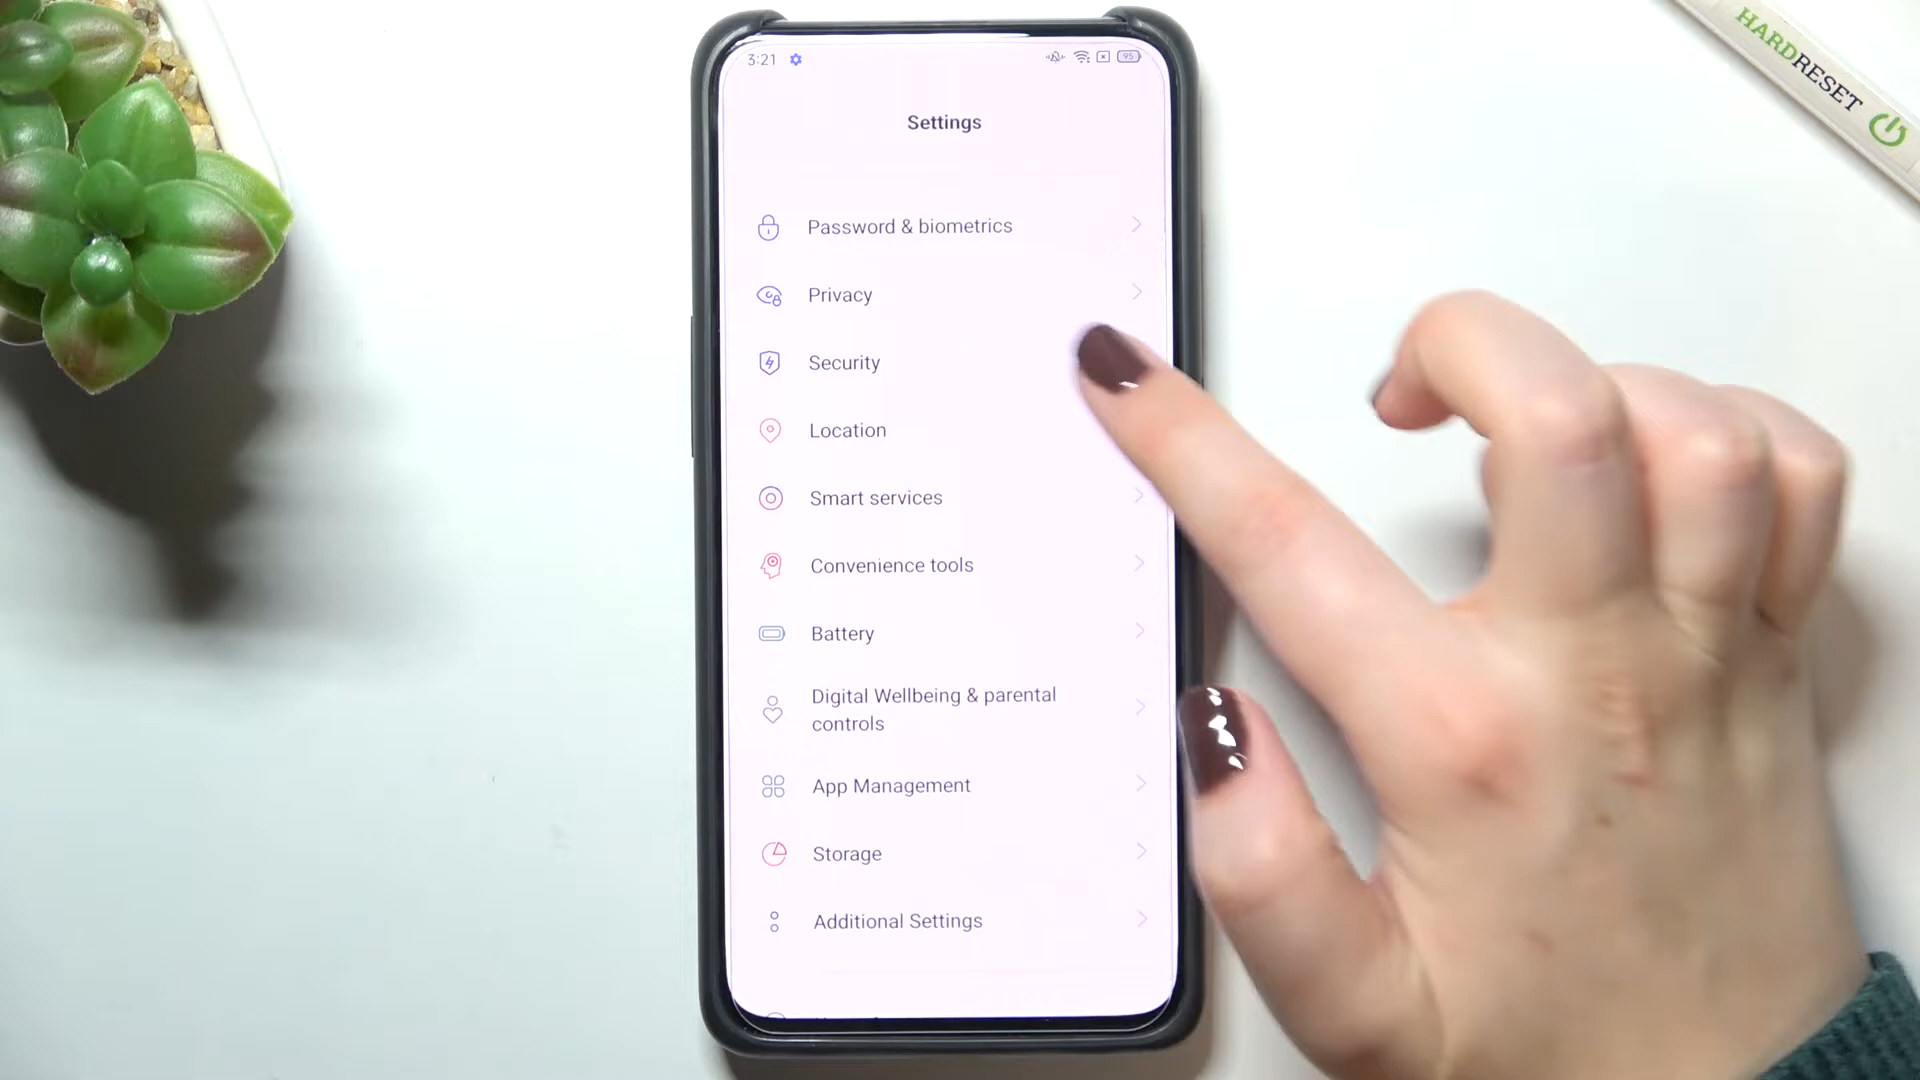 3:21
95
HARDRESET
Settings
Password & biometrics
Privacy
Security
Location
Smart services
Convenience tools
Battery
Digital Wellbeing & parental
controls
App Management
Storage
Additional Settings